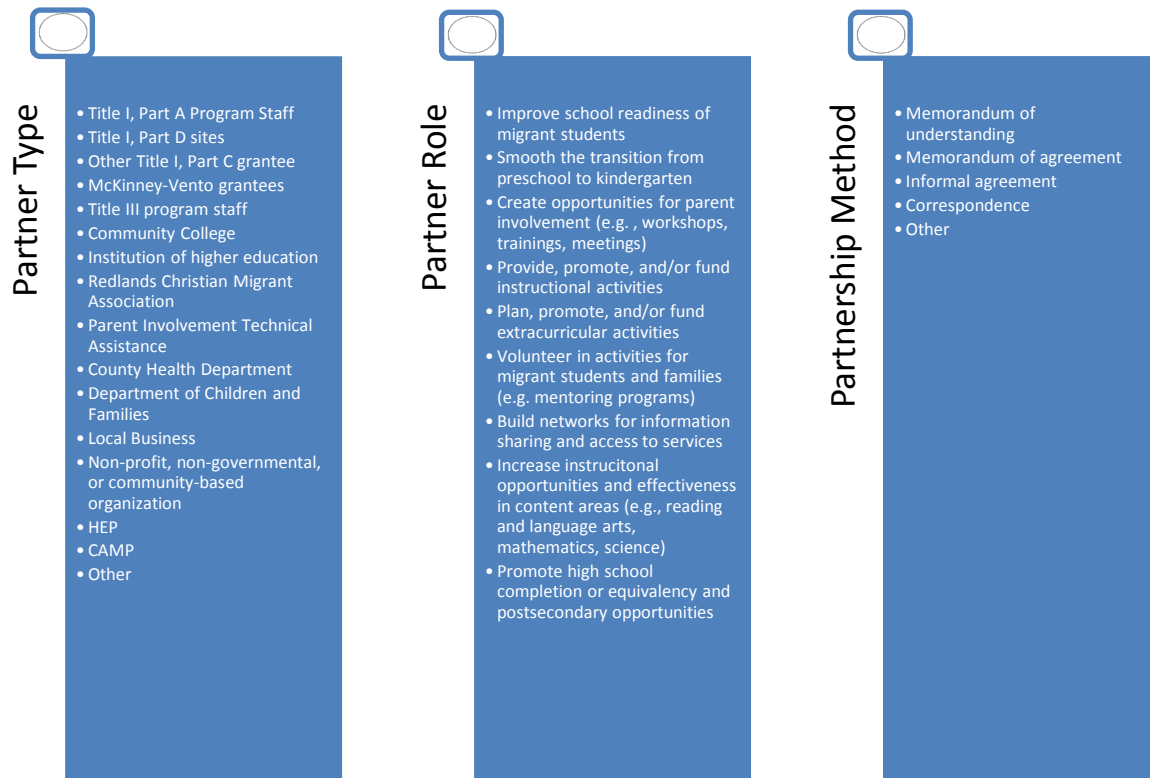 Partner Type
• Title I, Part A Program Staff
• Title I, Part D sites
• Other Title I, Part C grantee
• McKinney-Vento grantees
• Title III program staff
• Community College
• Institution of higher education
• Redlands Christian Migrant
Association
• Parent Involvement Technical
Assistance
• County Health Department
• Department of Children and
Families
• Local Business
• Non-profit, non-governmental,
or community-based
organization
• HEP
• CAMP
• Other
Partner Role
• Improve school readiness of
migrant students
• Smooth the transition from
preschool to kindergarten
• Create opportunities for parent
involvement (e.g. , workshops,
trainings, meetings)
• Provide, promote, and/or fund
instructional activities
• Plan, promote, and/or fund
extracurricular activities
• Volunteer in activities for
migrant students and families
(e.g. mentoring programs)
• Build networks for information
sharing and access to services
• Increase instrucitonal
opportunities and effectiveness
in content areas (e.g., reading
and language arts,
mathematics, science)
• Promote high school
completion or equivalency and
postsecondary opportunities
Partnership Method
• Memorandum of
understanding
• Memorandum of agreement
• Informal agreement
• Correspondence
• Other